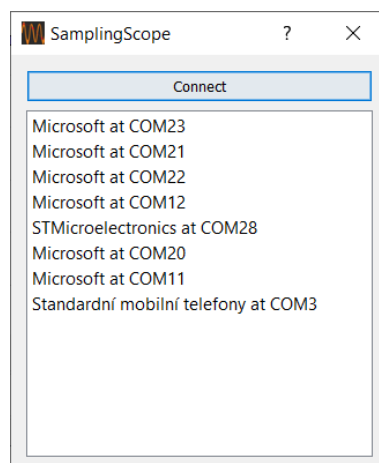 SamplingScope ?
Connect
Microsoft at COM23
Microsoft at COM21
Microsoft at COM22
Microsoft at COM12
STMicroelectronics at COM28
Microsoft at COM20
Microsoft at COM11
Standardní mobilní telefony at COM3